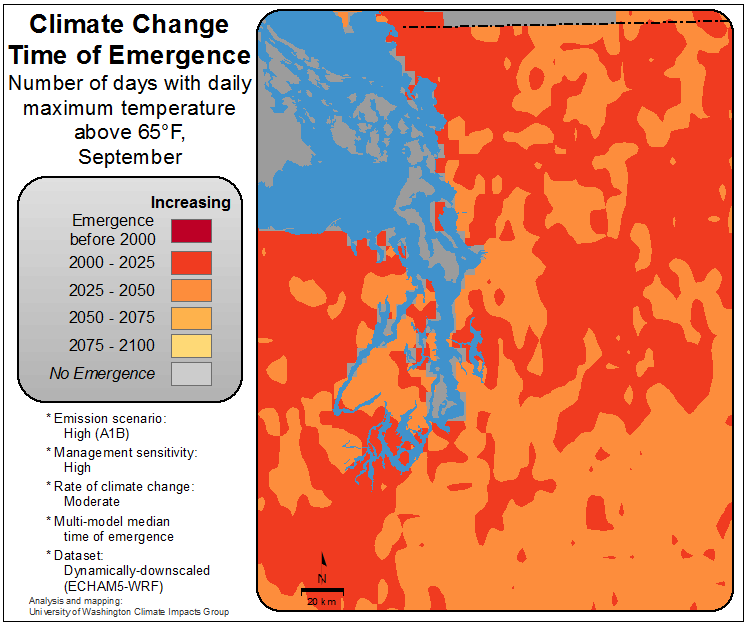 Climate Change
Time of Emergence
Number of days with daily
maximum temperature
above 65°F,
September
Increasing
Emergence
before 2000
2000 - 2025
2025 - 2050
2050 - 2075
2075 - 2100
No Emergence
* Emission scenario:
High (A1B)
* Management sensitivity:
High
* Rate of climate change:
Moderate
* Multi-model median
time of emergence
* Dataset:
Dynamically-downscaled
(ECHAM5-WRF)
Analysis and mapping:
University of Washington Climate Impacts Group
N
20 km